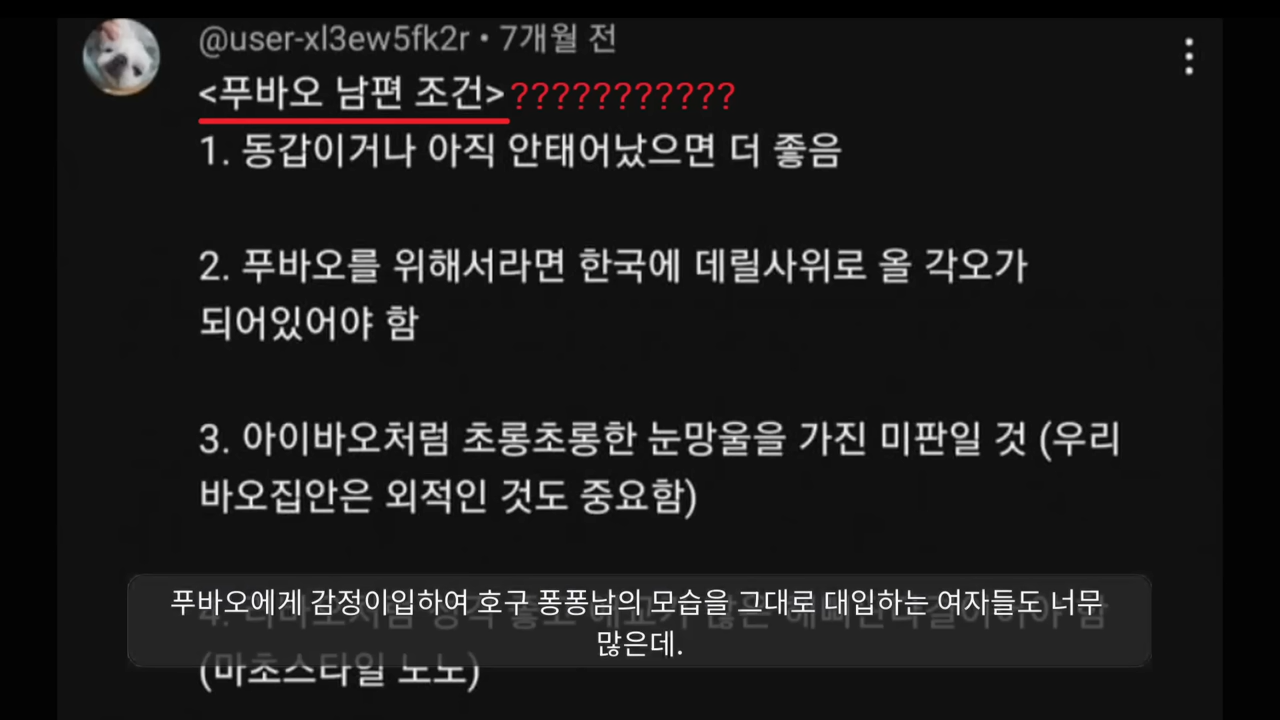 @user-xl3ew5fk2r • 7개월 전
<푸바오 남편 조건>???????????
1. 동갑이거나 아직 안태어났으면 더 좋음
2. 푸바오를 위해서라면 한국에 데릴사위로 올 각오가
되어있어야 함
3. 아이바오처럼 초롱초롱한 눈망울을 가진 미판일 것 (우리
바오집안은 외적인 것도 중요함)
푸바오에게 감정이입하여 호구 퐁퐁남의 모습을 그대로 대입하는 여자들도 너무
많은데.
(마초스타일 노노)